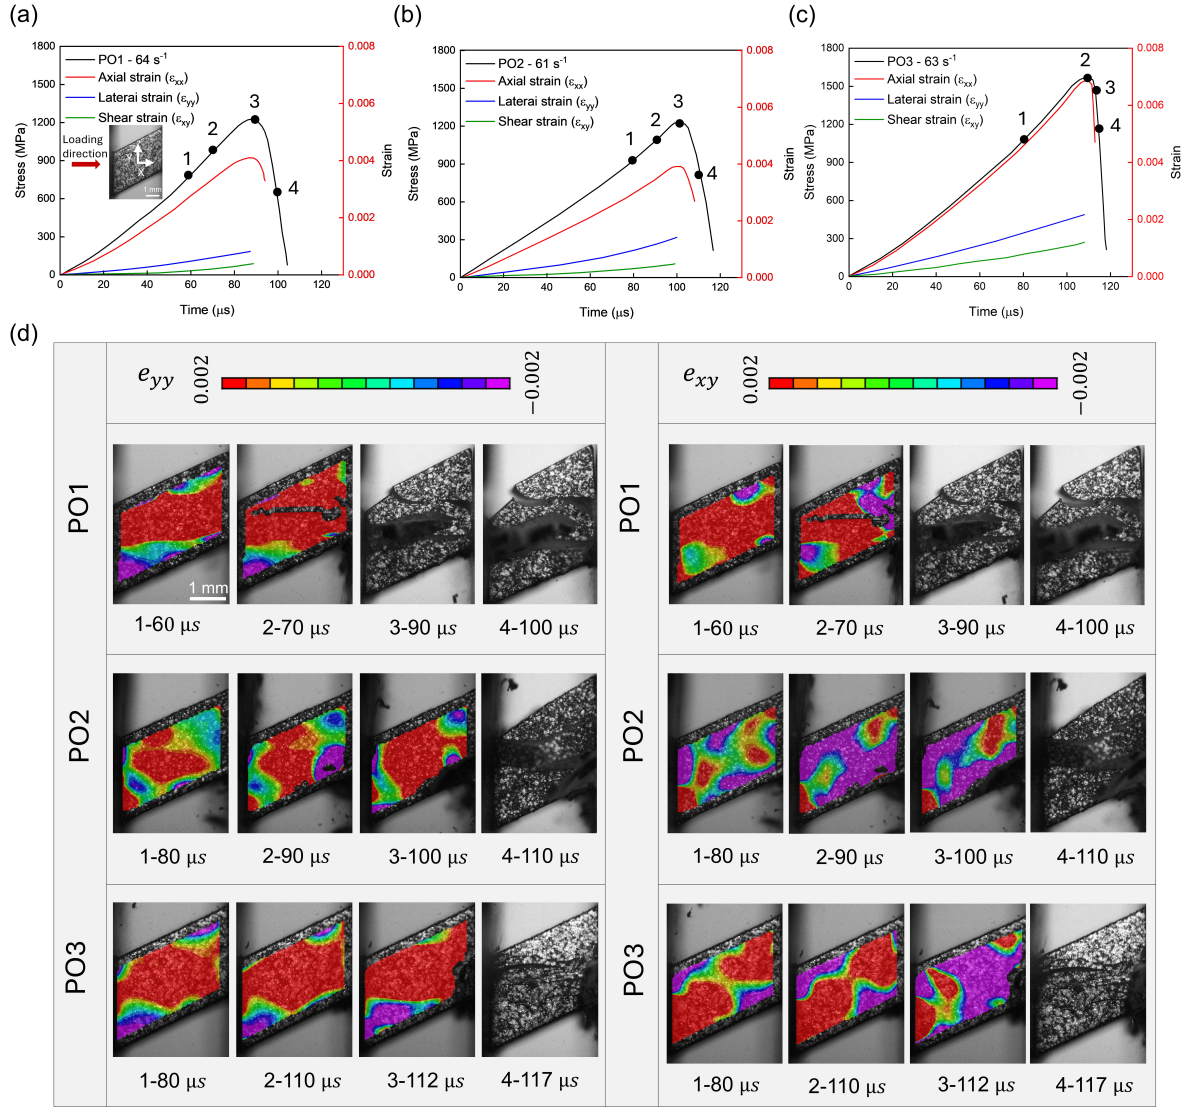 (a)
1800
1500
1200
900
600
300
0
Stress (MPa)
0
20
40
60
80
100
120
Time (μs)
0.008
0.006
0.004
0.002
0.000
Strain
PO1 - 64 s⁻¹
Axial strain (εxx)
Laterai strain (εyy)
Shear strain (εxy)
Loading
direction
Y
X
1 mm
1
2
3
4
(b)
1800
1500
1200
900
600
300
0
Stress (MPa)
0
20
40
60
80
100
120
Time (μs)
0.008
0.006
0.004
0.002
0.000
Strain
PO2 - 61 s⁻¹
Axial strain (εxx)
Laterai strain (εyy)
Shear strain (εxy)
1
2
3
4
(c)
1800
1500
1200
900
600
300
0
Stress (MPa)
0
20
40
60
80
100
120
Time (μs)
0.008
0.006
0.004
0.002
0.000
Strain
PO3 - 63 s⁻¹
Axial strain (εxx)
Laterai strain (εyy)
Shear strain (εxy)
1
2
3
4
(d)
eyy 0.002 −0.002
exy 0.002 −0.002
PO1
1 mm
1-60 μs 2-70 μs 3-90 μs 4-100 μs
PO1
1-60 μs 2-70 μs 3-90 μs 4-100 μs
PO2
1-80 μs 2-90 μs 3-100 μs 4-110 μs
PO2
1-80 μs 2-90 μs 3-100 μs 4-110 μs
PO3
1-80 μs 2-110 μs 3-112 μs 4-117 μs
PO3
1-80 μs 2-110 μs 3-112 μs 4-117 μs